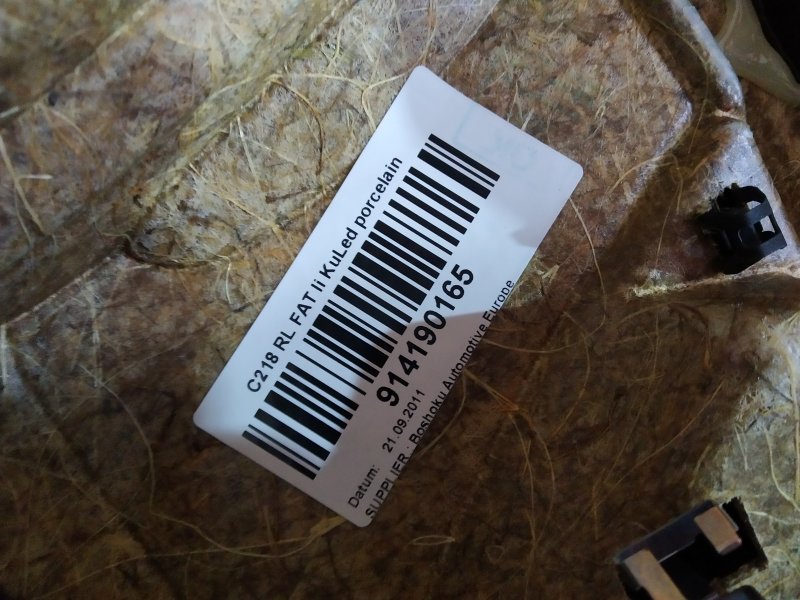 C218 RL FAT li KuLed porcelain
914190165
Datum: 21.09.2011
SUPPLIER: Boshoku Automotive Europe